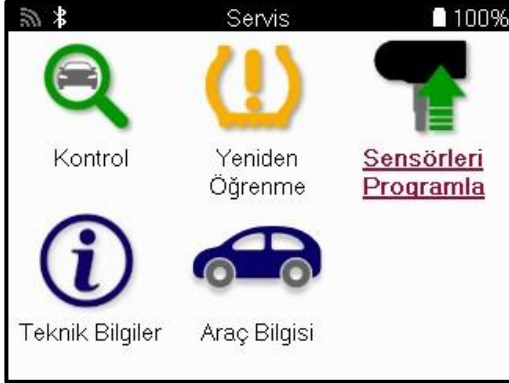 Servis
100%
Kontrol
Yeniden
Öğrenme
Sensörleri
Programla
Teknik Bilgiler
Araç Bilgisi